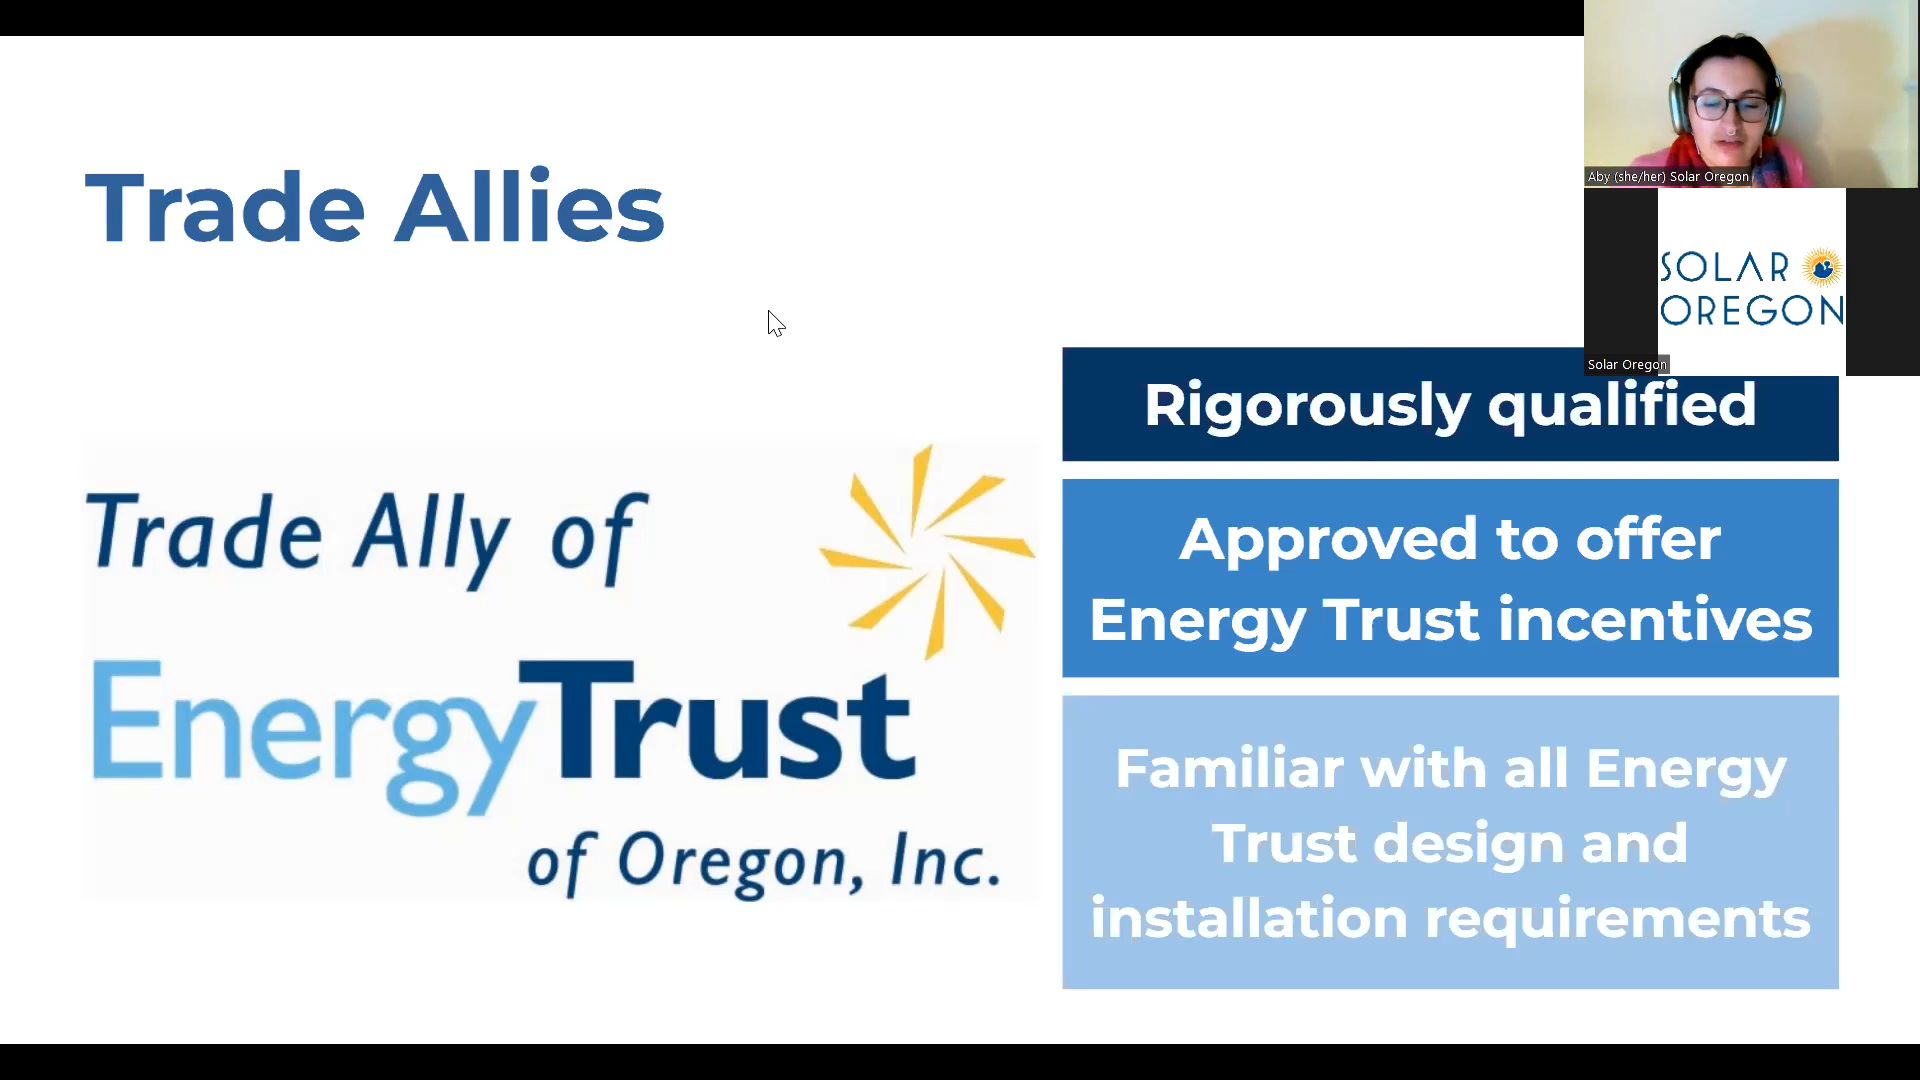 Trade Allies
Trade Ally of
EnergyTrust
of Oregon, Inc.
Rigorously qualified
Approved to offer
Energy Trust incentives
Familiar with all Energy
Trust design and
installation requirements
Aby (she/her) Solar Oregon
SOLAR
OREGON
Solar Oregon